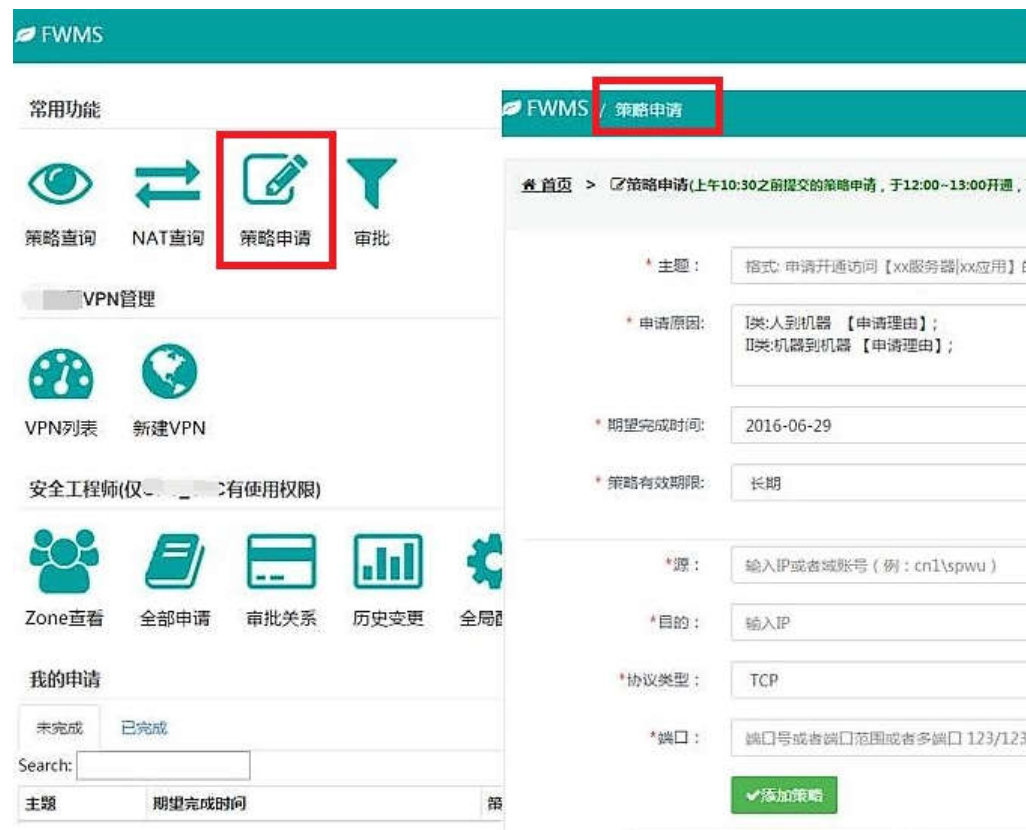 FWMS
常用功能
策略查询 NAT查询 策略申请 审批
VPN管理
VPN列表 新建VPN
安全工程师(仅 有使用权限)
Zone查看 全部申请 审批关系 历史变更 全局
我的申请
未完成 已完成
Search:
主题 期望完成时间 策
FWMS / 策略申请
首页 > 策略申请(上午10:30之前提交的策略申请，于12:00~13:00开通，
* 主题： 格式: 申请开通访问【xx服务器|xx应用】的
* 申请原因: I类:人到机器 【申请理由】;
II类:机器到机器 【申请理由】;
* 期望完成时间: 2016-06-29
* 策略有效期限: 长期
*源： 输入IP或者域账号（例：cn1\spwu）
*目的： 输入IP
*协议类型： TCP
*端口： 端口号或者端口范围或者多端口 123/123
✔添加策略